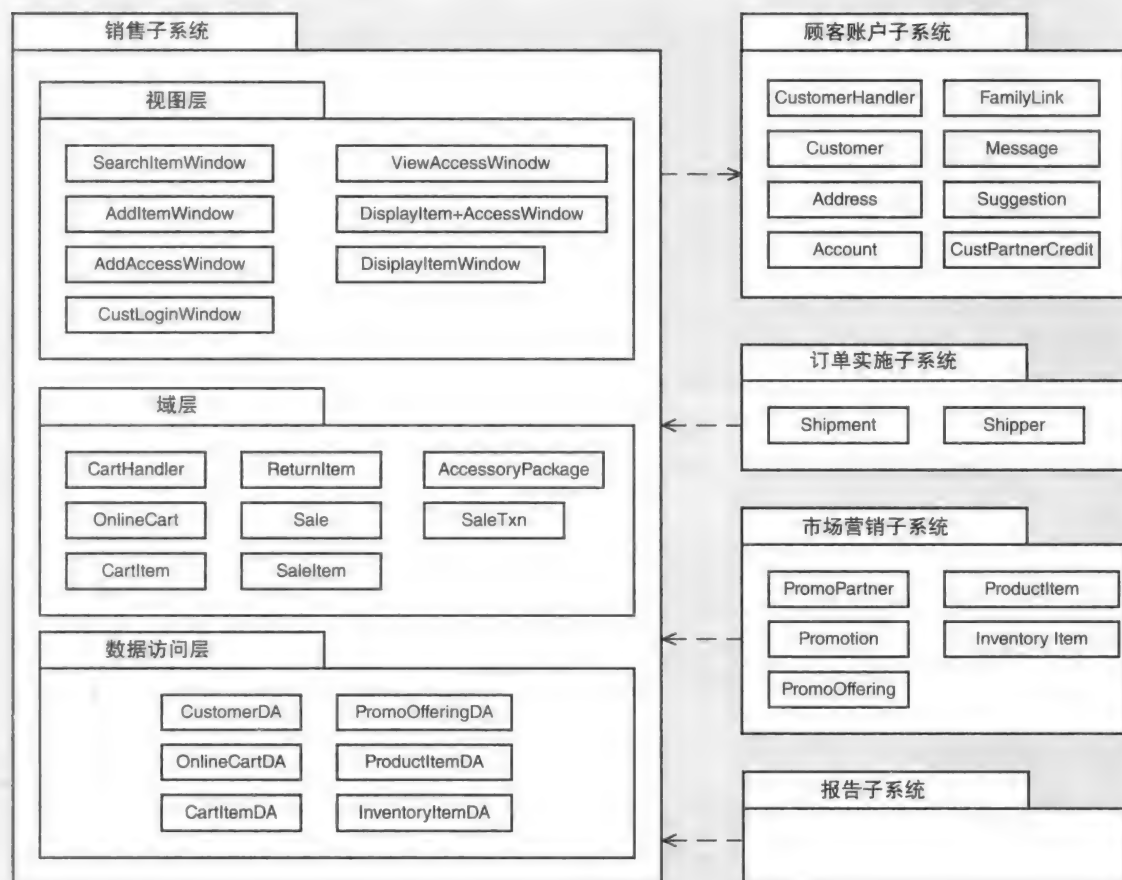 销售子系统
视图层
SearchItemWindow
ViewAccessWinodw
AddItemWindow
DisplayItem+AccessWindow
AddAccessWindow
DisiplayItemWindow
CustLoginWindow
域层
CartHandler
ReturnItem
AccessoryPackage
OnlineCart
Sale
SaleTxn
CartItem
SaleItem
数据访问层
CustomerDA
PromoOfferingDA
OnlineCartDA
ProductItemDA
CartItemDA
InventoryItemDA
顾客账户子系统
CustomerHandler
FamilyLink
Customer
Message
Address
Suggestion
Account
CustPartnerCredit
订单实施子系统
Shipment
Shipper
市场营销子系统
PromoPartner
ProductItem
Promotion
Inventory Item
PromoOffering
报告子系统